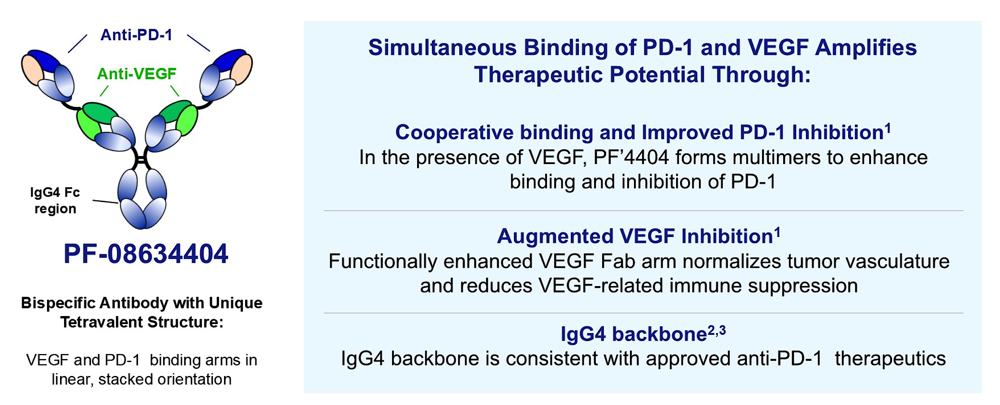 Anti-PD-1
Anti-VEGF
IgG4 Fc
region
PF-08634404
Bispecific Antibody with Unique
Tetravalent Structure:
VEGF and PD-1 binding arms in
linear, stacked orientation
Simultaneous Binding of PD-1 and VEGF Amplifies
Therapeutic Potential Through:
Cooperative binding and Improved PD-1 Inhibition¹
In the presence of VEGF, PF’4404 forms multimers to enhance
binding and inhibition of PD-1
Augmented VEGF Inhibition¹
Functionally enhanced VEGF Fab arm normalizes tumor vasculature
and reduces VEGF-related immune suppression
IgG4 backbone²,³
IgG4 backbone is consistent with approved anti-PD-1 therapeutics